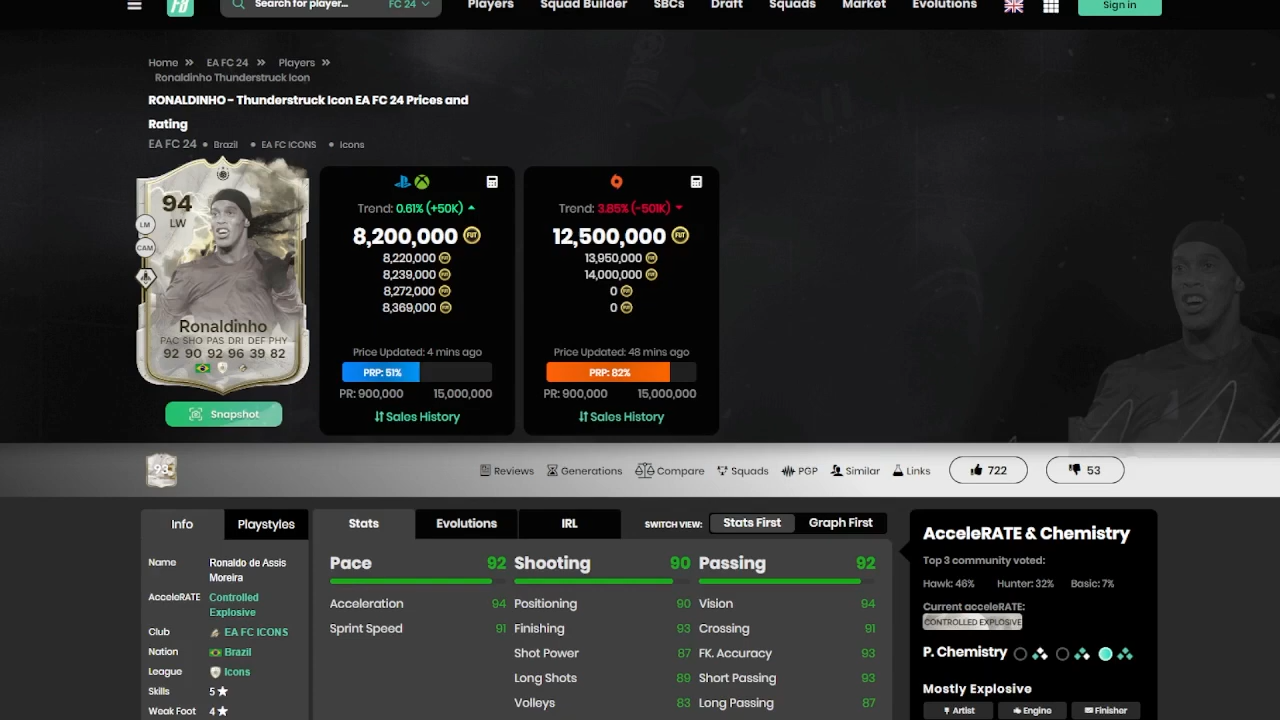 Search for player...
FC 24
Players
Squad Builder
SBCs
Draft
Squads
Market
Evolutions
Sign in
Home » EA FC 24 » Players »
Ronaldinho Thunderstruck Icon
RONALDINHO - Thunderstruck Icon EA FC 24 Prices and
Rating
EA FC 24 • Brazil • EA FC ICONS • Icons
94
LW
LM
CAM
Ronaldinho
PAC SHO PAS DRI DEF PHY
92 90 92 96 39 82
Snapshot
Trend: 0.61% (+50K)
8,200,000
8,220,000
8,239,000
8,272,000
8,369,000
Price Updated: 4 mins ago
PRP: 51%
PR: 900,000 15,000,000
Sales History
Trend: 3.85% (-501K)
12,500,000
13,950,000
14,000,000
0
0
Price Updated: 48 mins ago
PRP: 82%
PR: 900,000 15,000,000
Sales History
93
Reviews
Generations
Compare
Squads
PGP
Similar
Links
722
53
Info
Playstyles
Name Ronaldo de Assis
Moreira
AcceleRATE Controlled
Explosive
Club EA FC ICONS
Nation Brazil
League Icons
Skills 5 ★
Weak Foot 4 ★
Stats
Evolutions
IRL
SWITCH VIEW:
Stats First
Graph First
Pace 92
Acceleration 94
Sprint Speed 91
Shooting 90
Positioning 90
Finishing 93
Shot Power 87
Long Shots 89
Volleys 83
Passing 92
Vision 94
Crossing 91
FK. Accuracy 93
Short Passing 93
Long Passing 87
AcceleRATE & Chemistry
Top 3 community voted:
Hawk: 46% Hunter: 32% Basic: 7%
Current acceleRATE:
CONTROLLED EXPLOSIVE
P. Chemistry
Mostly Explosive
Artist
Engine
Finisher